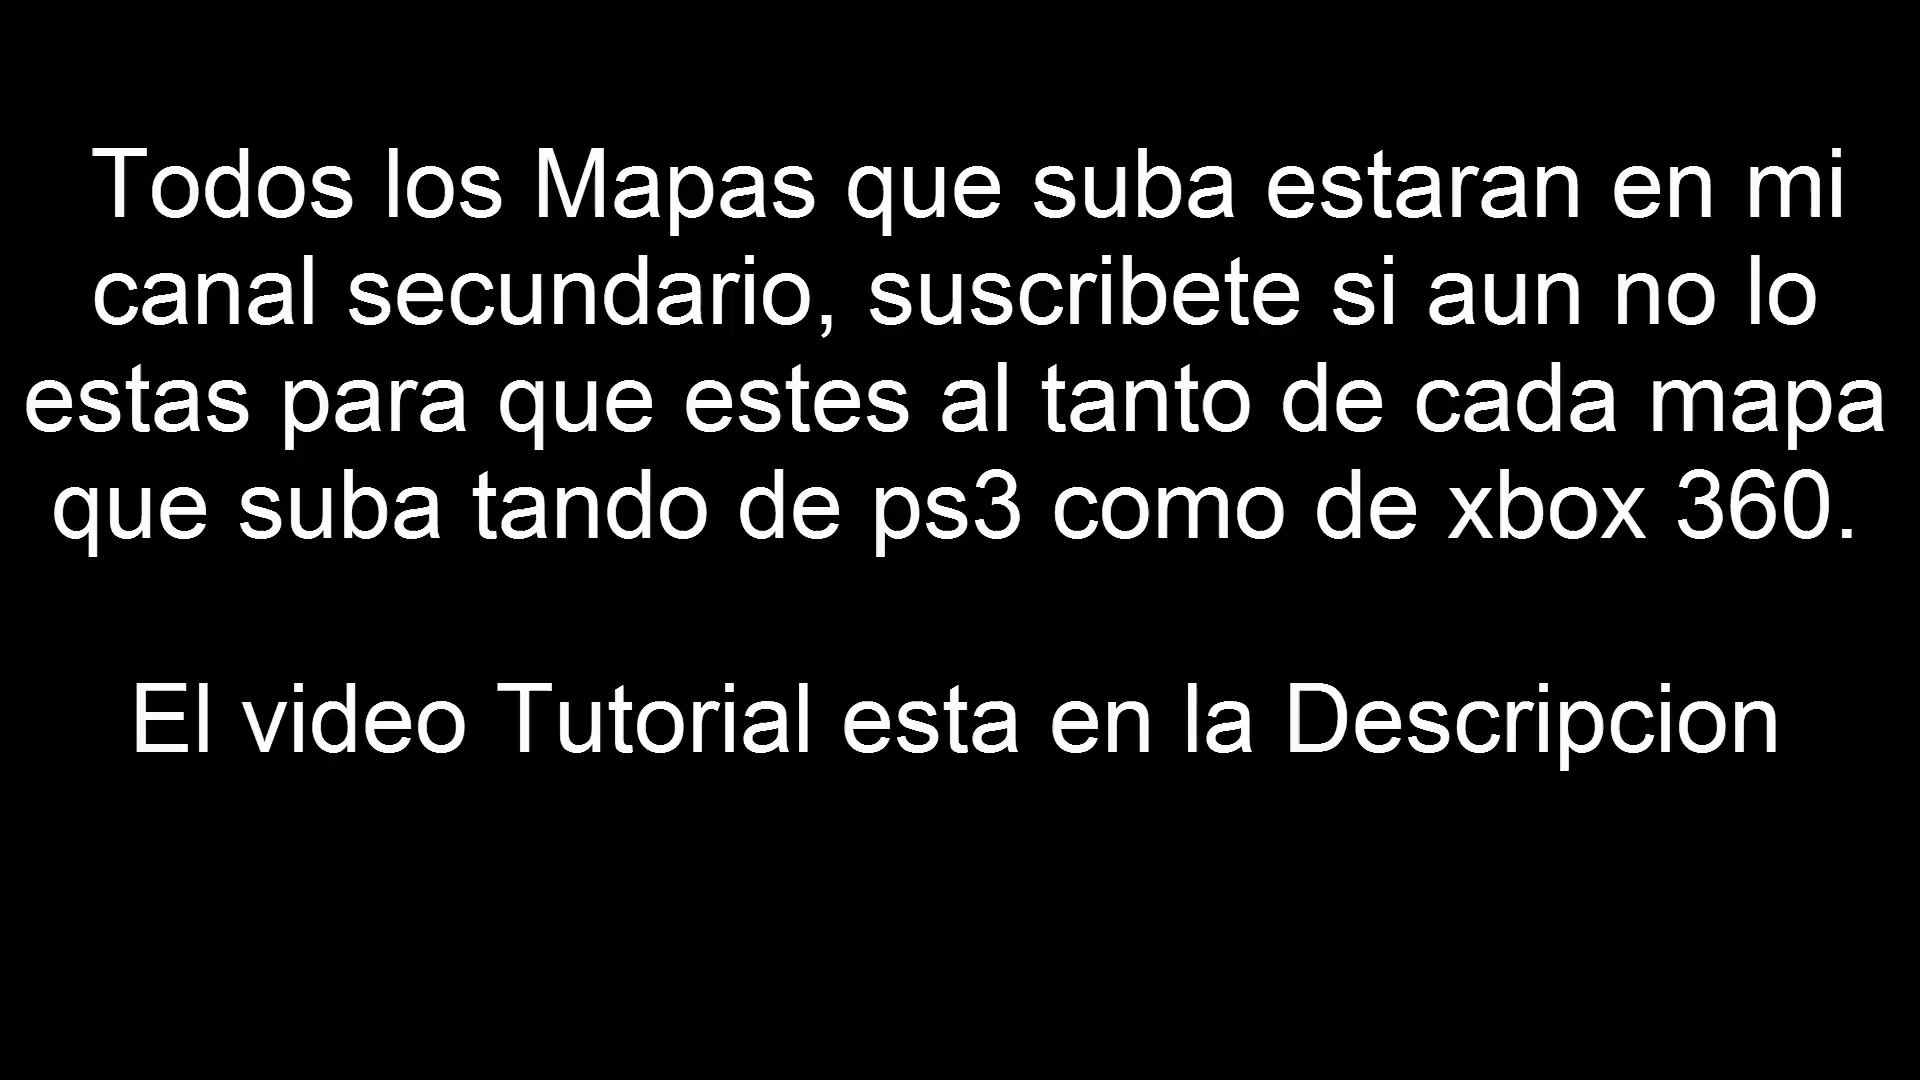 Todos los Mapas que suba estaran en mi
canal secundario, suscribete si aun no lo
estas para que estes al tanto de cada mapa
que suba tando de ps3 como de xbox 360.
El video Tutorial esta en la Descripcion